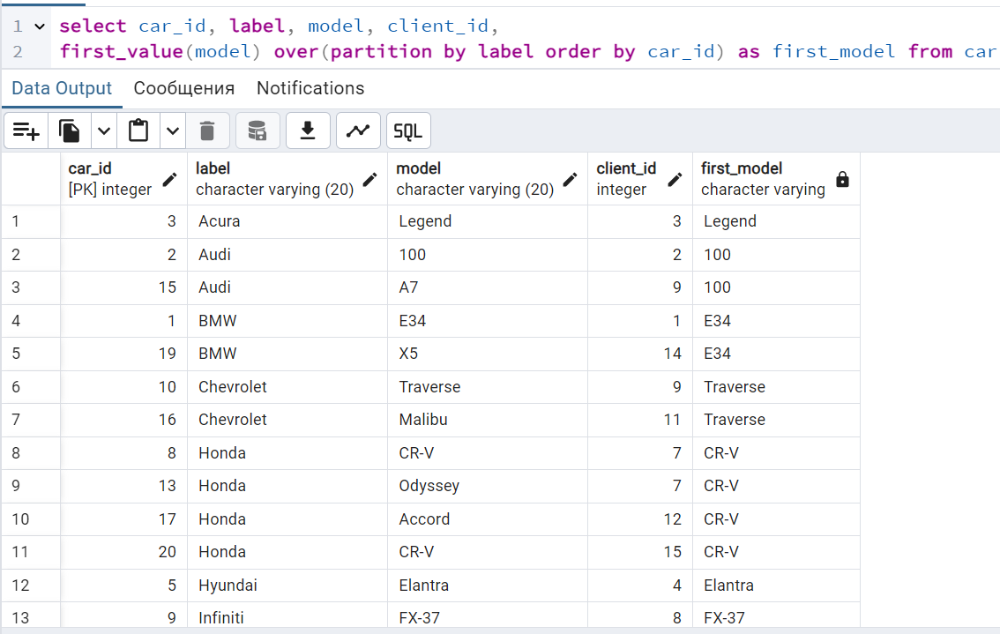 1 select car_id, label, model, client_id,
2 first_value(model) over(partition by label order by car_id) as first_model from car
Data Output Сообщения Notifications
SQL
car_id label model client_id first_model
[PK] integer character varying (20) character varying (20) integer character varying
1 3 Acura Legend 3 Legend
2 2 Audi 100 2 100
3 15 Audi A7 9 100
4 1 BMW E34 1 E34
5 19 BMW X5 14 E34
6 10 Chevrolet Traverse 9 Traverse
7 16 Chevrolet Malibu 11 Traverse
8 8 Honda CR-V 7 CR-V
9 13 Honda Odyssey 7 CR-V
10 17 Honda Accord 12 CR-V
11 20 Honda CR-V 15 CR-V
12 5 Hyundai Elantra 4 Elantra
13 9 Infiniti FX-37 8 FX-37